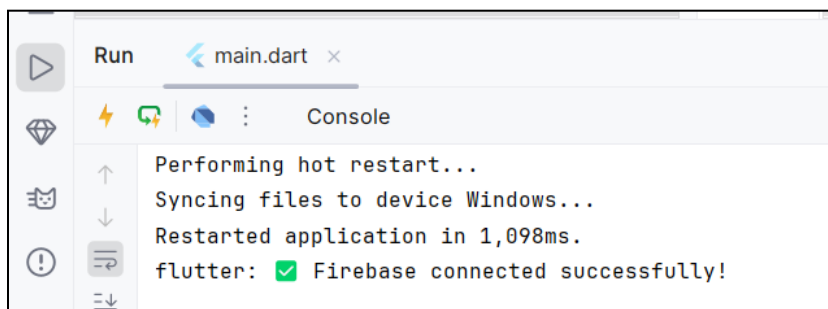 Run
main.dart
Console
Performing hot restart...
Syncing files to device Windows...
Restarted application in 1,098ms.
flutter: ✅ Firebase connected successfully!